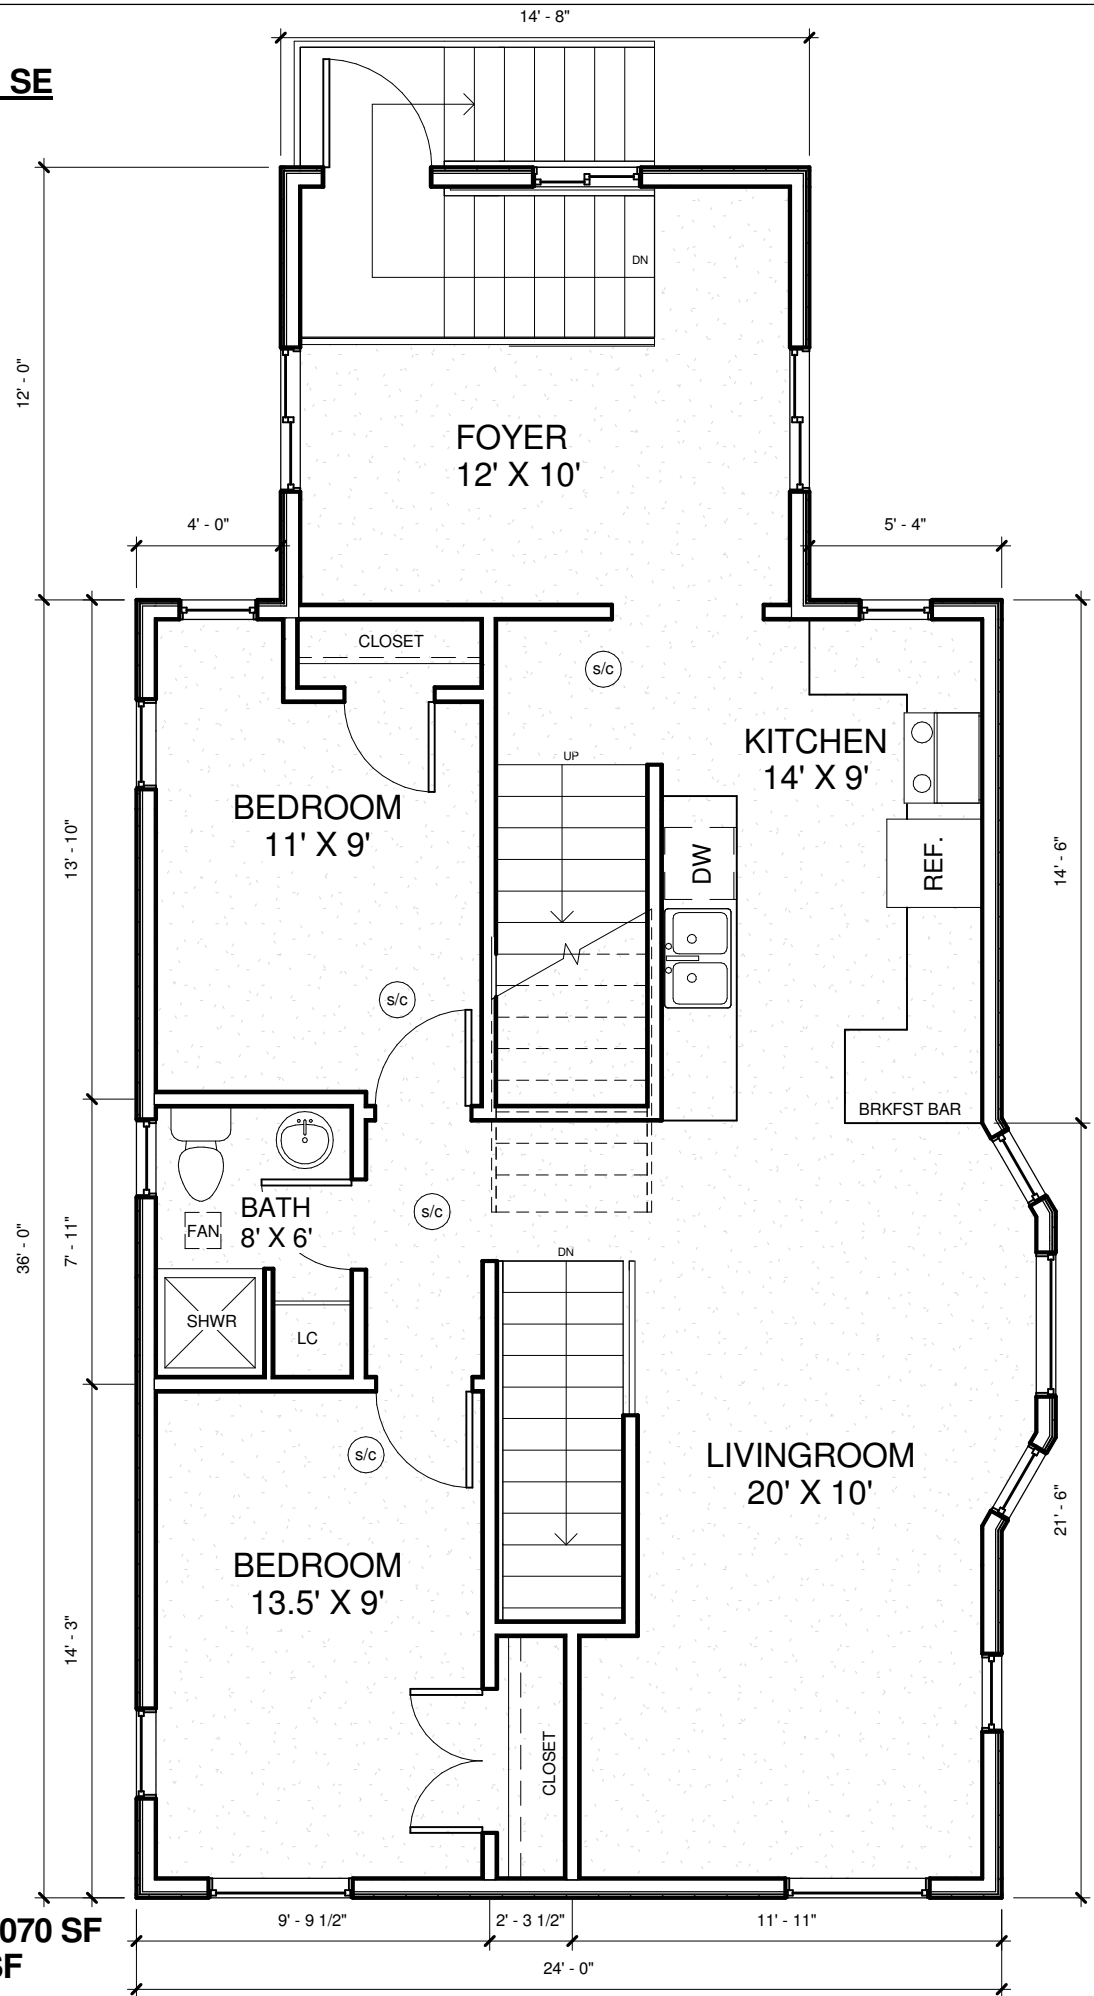 14' - 8"
SE
DN
12' - 0"
FOYER
12' X 10'
4' - 0"
5' - 4"
CLOSET
s/c
UP
KITCHEN
14' X 9'
BEDROOM
11' X 9'
13' - 10"
DW
REF.
14' - 6"
s/c
BRKFST BAR
BATH
8' X 6'
FAN
s/c
36' - 0"
7' - 11"
DN
SHWR
LC
s/c
LIVINGROOM
20' X 10'
21' - 6"
BEDROOM
13.5' X 9'
14' - 3"
CLOSET
070 SF
SF
9' - 9 1/2"
2' - 3 1/2"
11' - 11"
24' - 0"